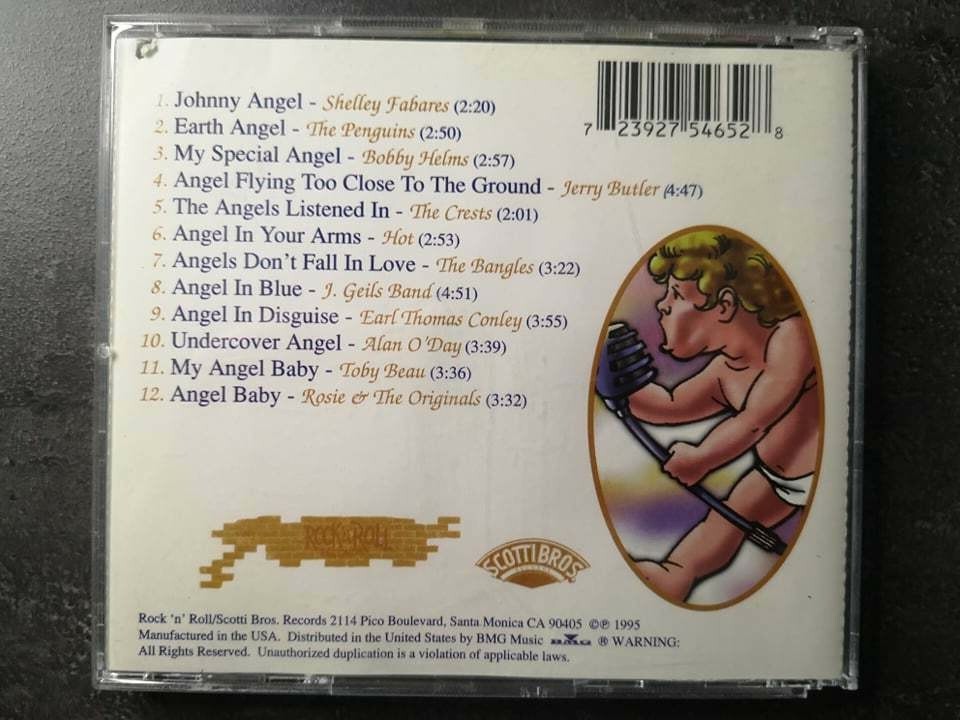 1. Johnny Angel - Shelley Fabares (2:20)
2. Earth Angel - The Penguins (2:50)
3. My Special Angel - Bobby Helms (2:57)
4. Angel Flying Too Close To The Ground - Jerry Butler (4:47)
5. The Angels Listened In - The Crests (2:01)
6. Angel In Your Arms - Hot (2:53)
7. Angels Don't Fall In Love - The Bangles (3:22)
8. Angel In Blue - J. Geils Band (4:51)
9. Angel In Disguise - Earl Thomas Conley (3:55)
10. Undercover Angel - Alan O'Day (3:39)
11. My Angel Baby - Toby Beau (3:36)
12. Angel Baby - Rosie & The Originals (3:32)
7 23927 54652 8
ROCK 'N' ROLL
SCOTTI BROS.
RECORDS
Rock 'n' Roll/Scotti Bros. Records 2114 Pico Boulevard, Santa Monica CA 90405 ©℗ 1995
Manufactured in the USA. Distributed in the United States by BMG Music BMG ® WARNING:
All Rights Reserved. Unauthorized duplication is a violation of applicable laws.